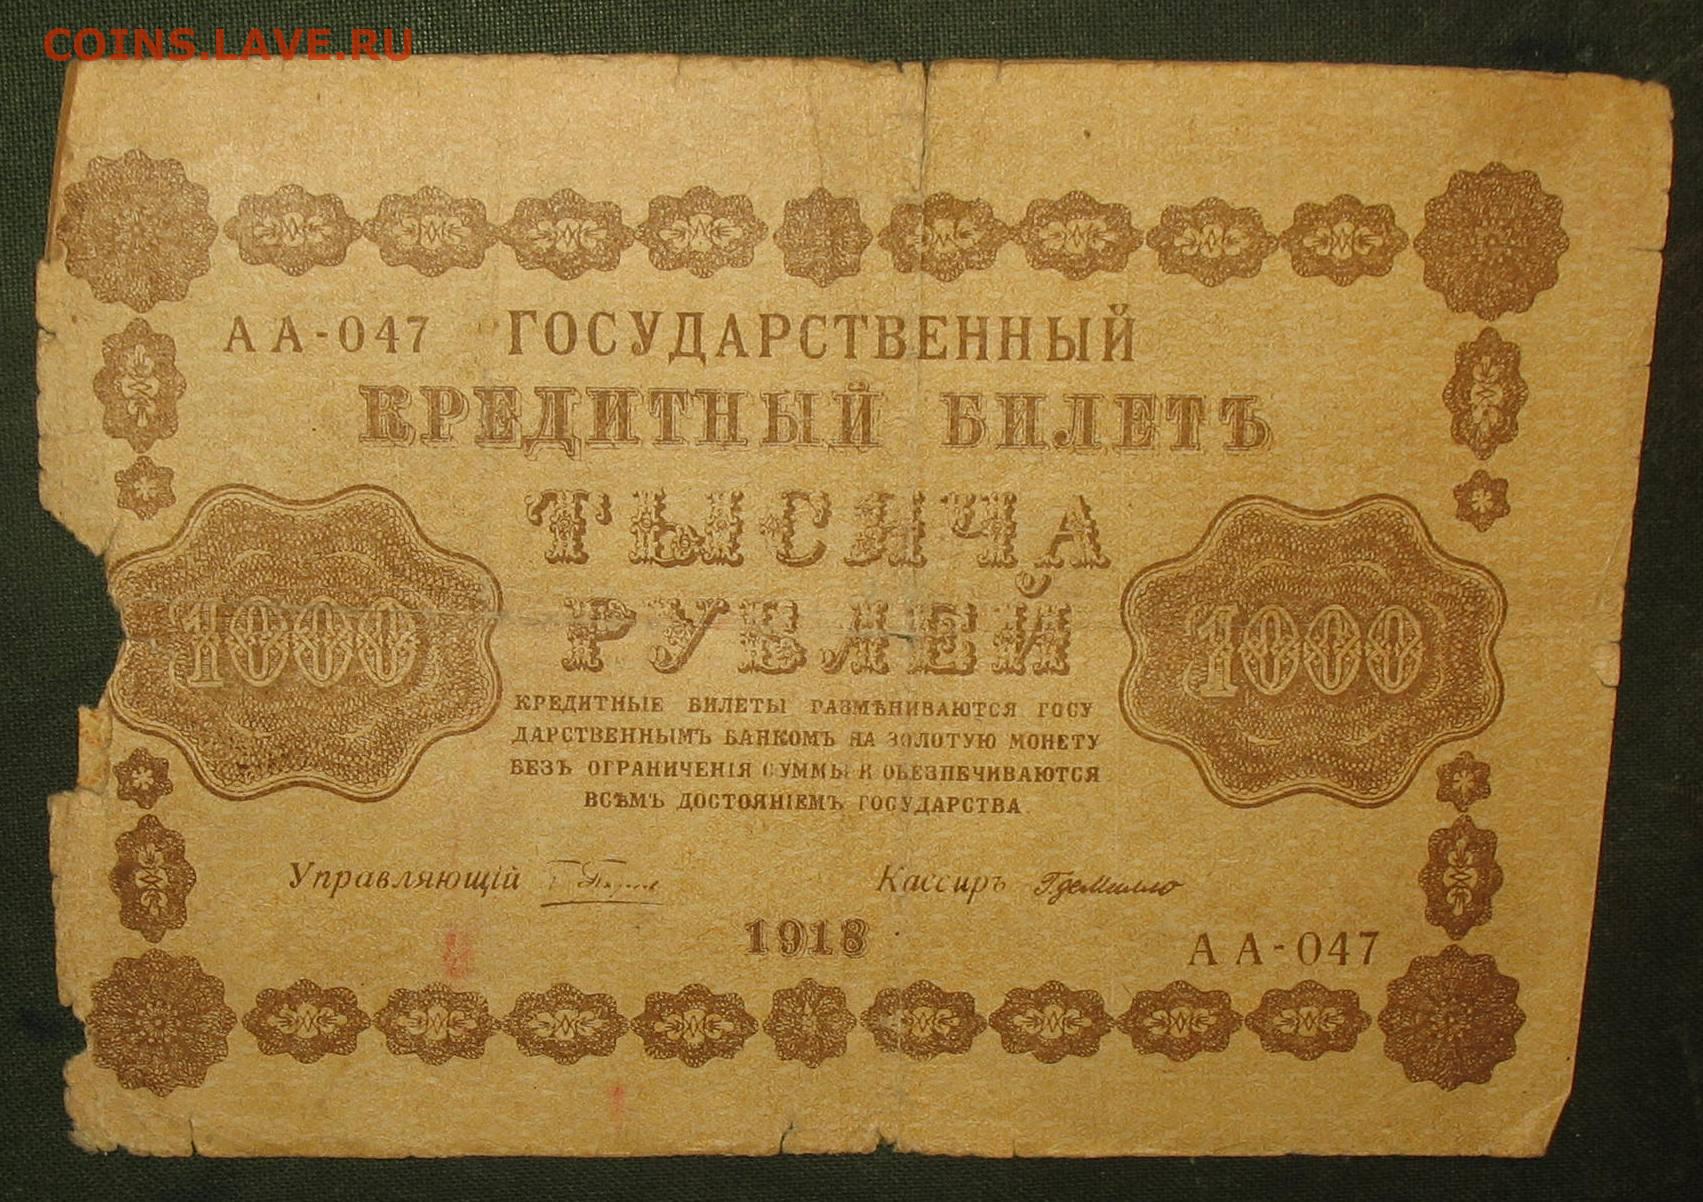 COINS.LAVE.RU
АА-047 ГОСУДАРСТВЕННЫЙ
КРЕДИТНЫЙ БИЛЕТЪ
ТЫСЯЧА
РУБЛЕЙ
1000 1000
КРЕДИТНЫЕ БИЛЕТЫ РАЗМѢНИВАЮТСЯ ГОСУ
ДАРСТВЕННЫМЪ БАНКОМЪ НА ЗОЛОТУЮ МОНЕТУ
БЕЗЪ ОГРАНИЧЕНІЯ СУММЫ И ОБЕЗПЕЧИВАЮТСЯ
ВСѢМЪ ДОСТОЯНІЕМЪ ГОСУДАРСТВА.
Управляющій Кассиръ ГдеМилло
1918
АА-047